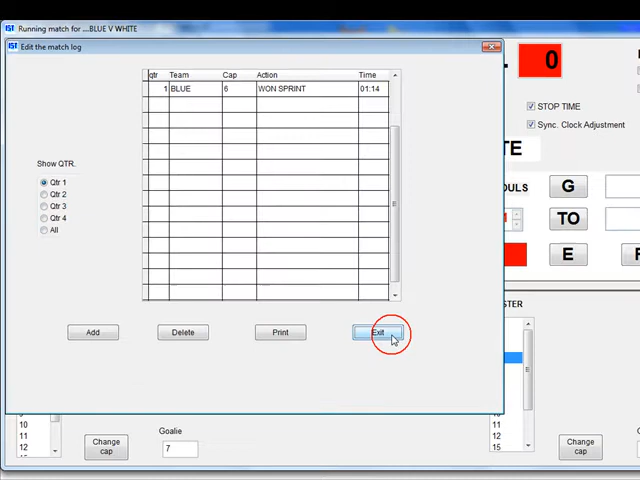 Running match for ...BLUE V WHITE
IST Edit the match log
0
STOP TIME
Sync. Clock Adjustment
TE
qtr Team Cap Action Time
1 BLUE 6 WON SPRINT 01:14
Show QTR.
Qtr 1
Qtr 2
Qtr 3
Qtr 4
All
OULS G
TO
E F
STER
Add Delete Print Exit
10
11
12
Change cap
Goalie
7
11
12
15
Change cap